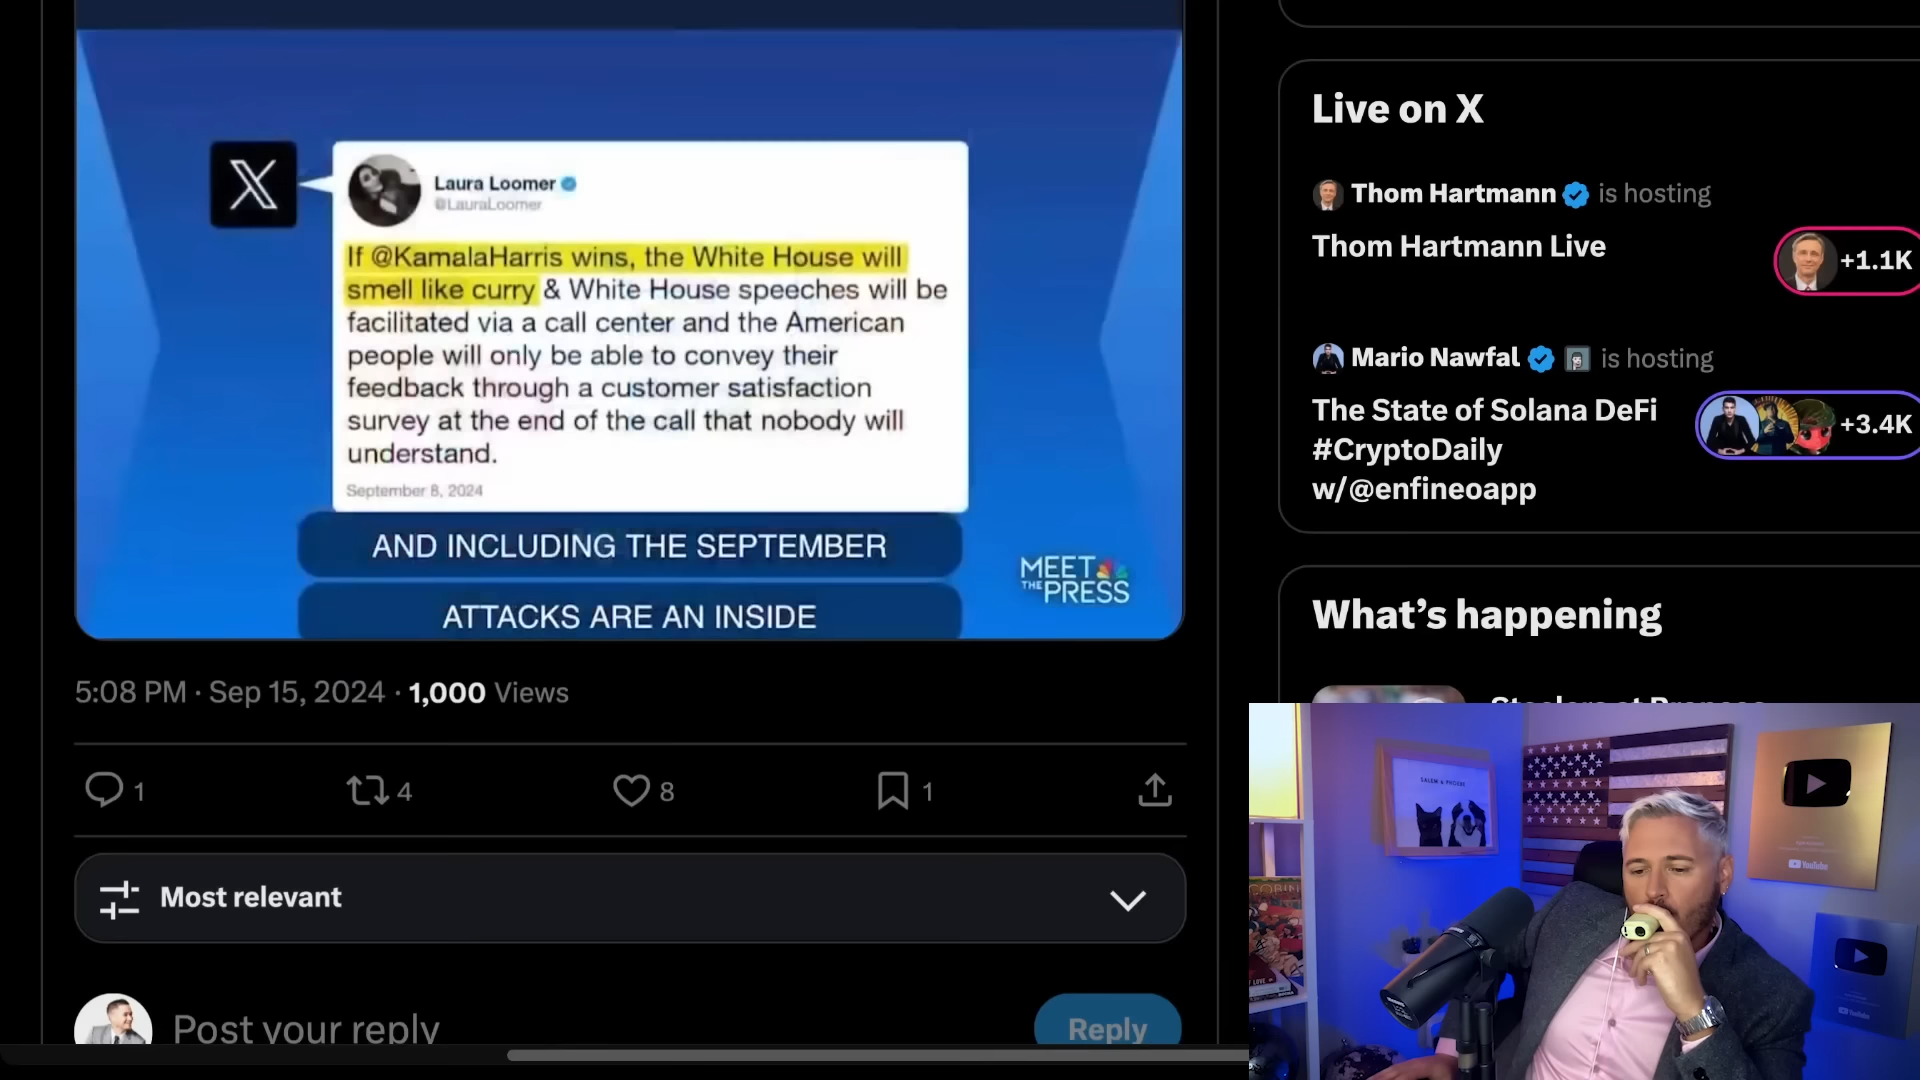 Laura Loomer
@LauraLoomer
If @KamalaHarris wins, the White House will
smell like curry & White House speeches will be
facilitated via a call center and the American
people will only be able to convey their
feedback through a customer satisfaction
survey at the end of the call that nobody will
understand.
September 8, 2024
AND INCLUDING THE SEPTEMBER
ATTACKS ARE AN INSIDE
MEET
THE PRESS
5:08 PM · Sep 15, 2024 · 1,000 Views
1
4
8
1
Most relevant
Post your reply
Reply
Live on X
Thom Hartmann is hosting
Thom Hartmann Live
+1.1K
Mario Nawfal is hosting
The State of Solana DeFi
#CryptoDaily
w/@enfineoapp
+3.4K
What’s happening
SALEM & PHOEBE
YouTube
YouTube